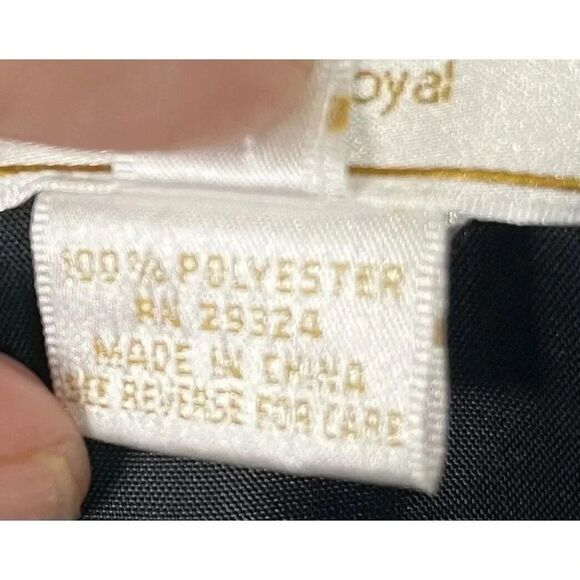 oyal
100% POLYESTER
RN 29324
MADE IN CHINA
SEE REVERSE FOR CARE